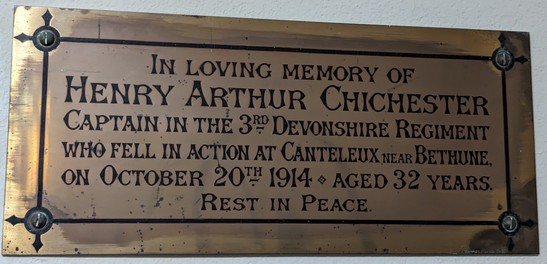 In loving memory of
Henry Arthur Chichester
Captain in the 3rd Devonshire Regiment
who fell in action at Canteleux near Bethune,
on October 20th 1914 ⋄ aged 32 years.
Rest in Peace.